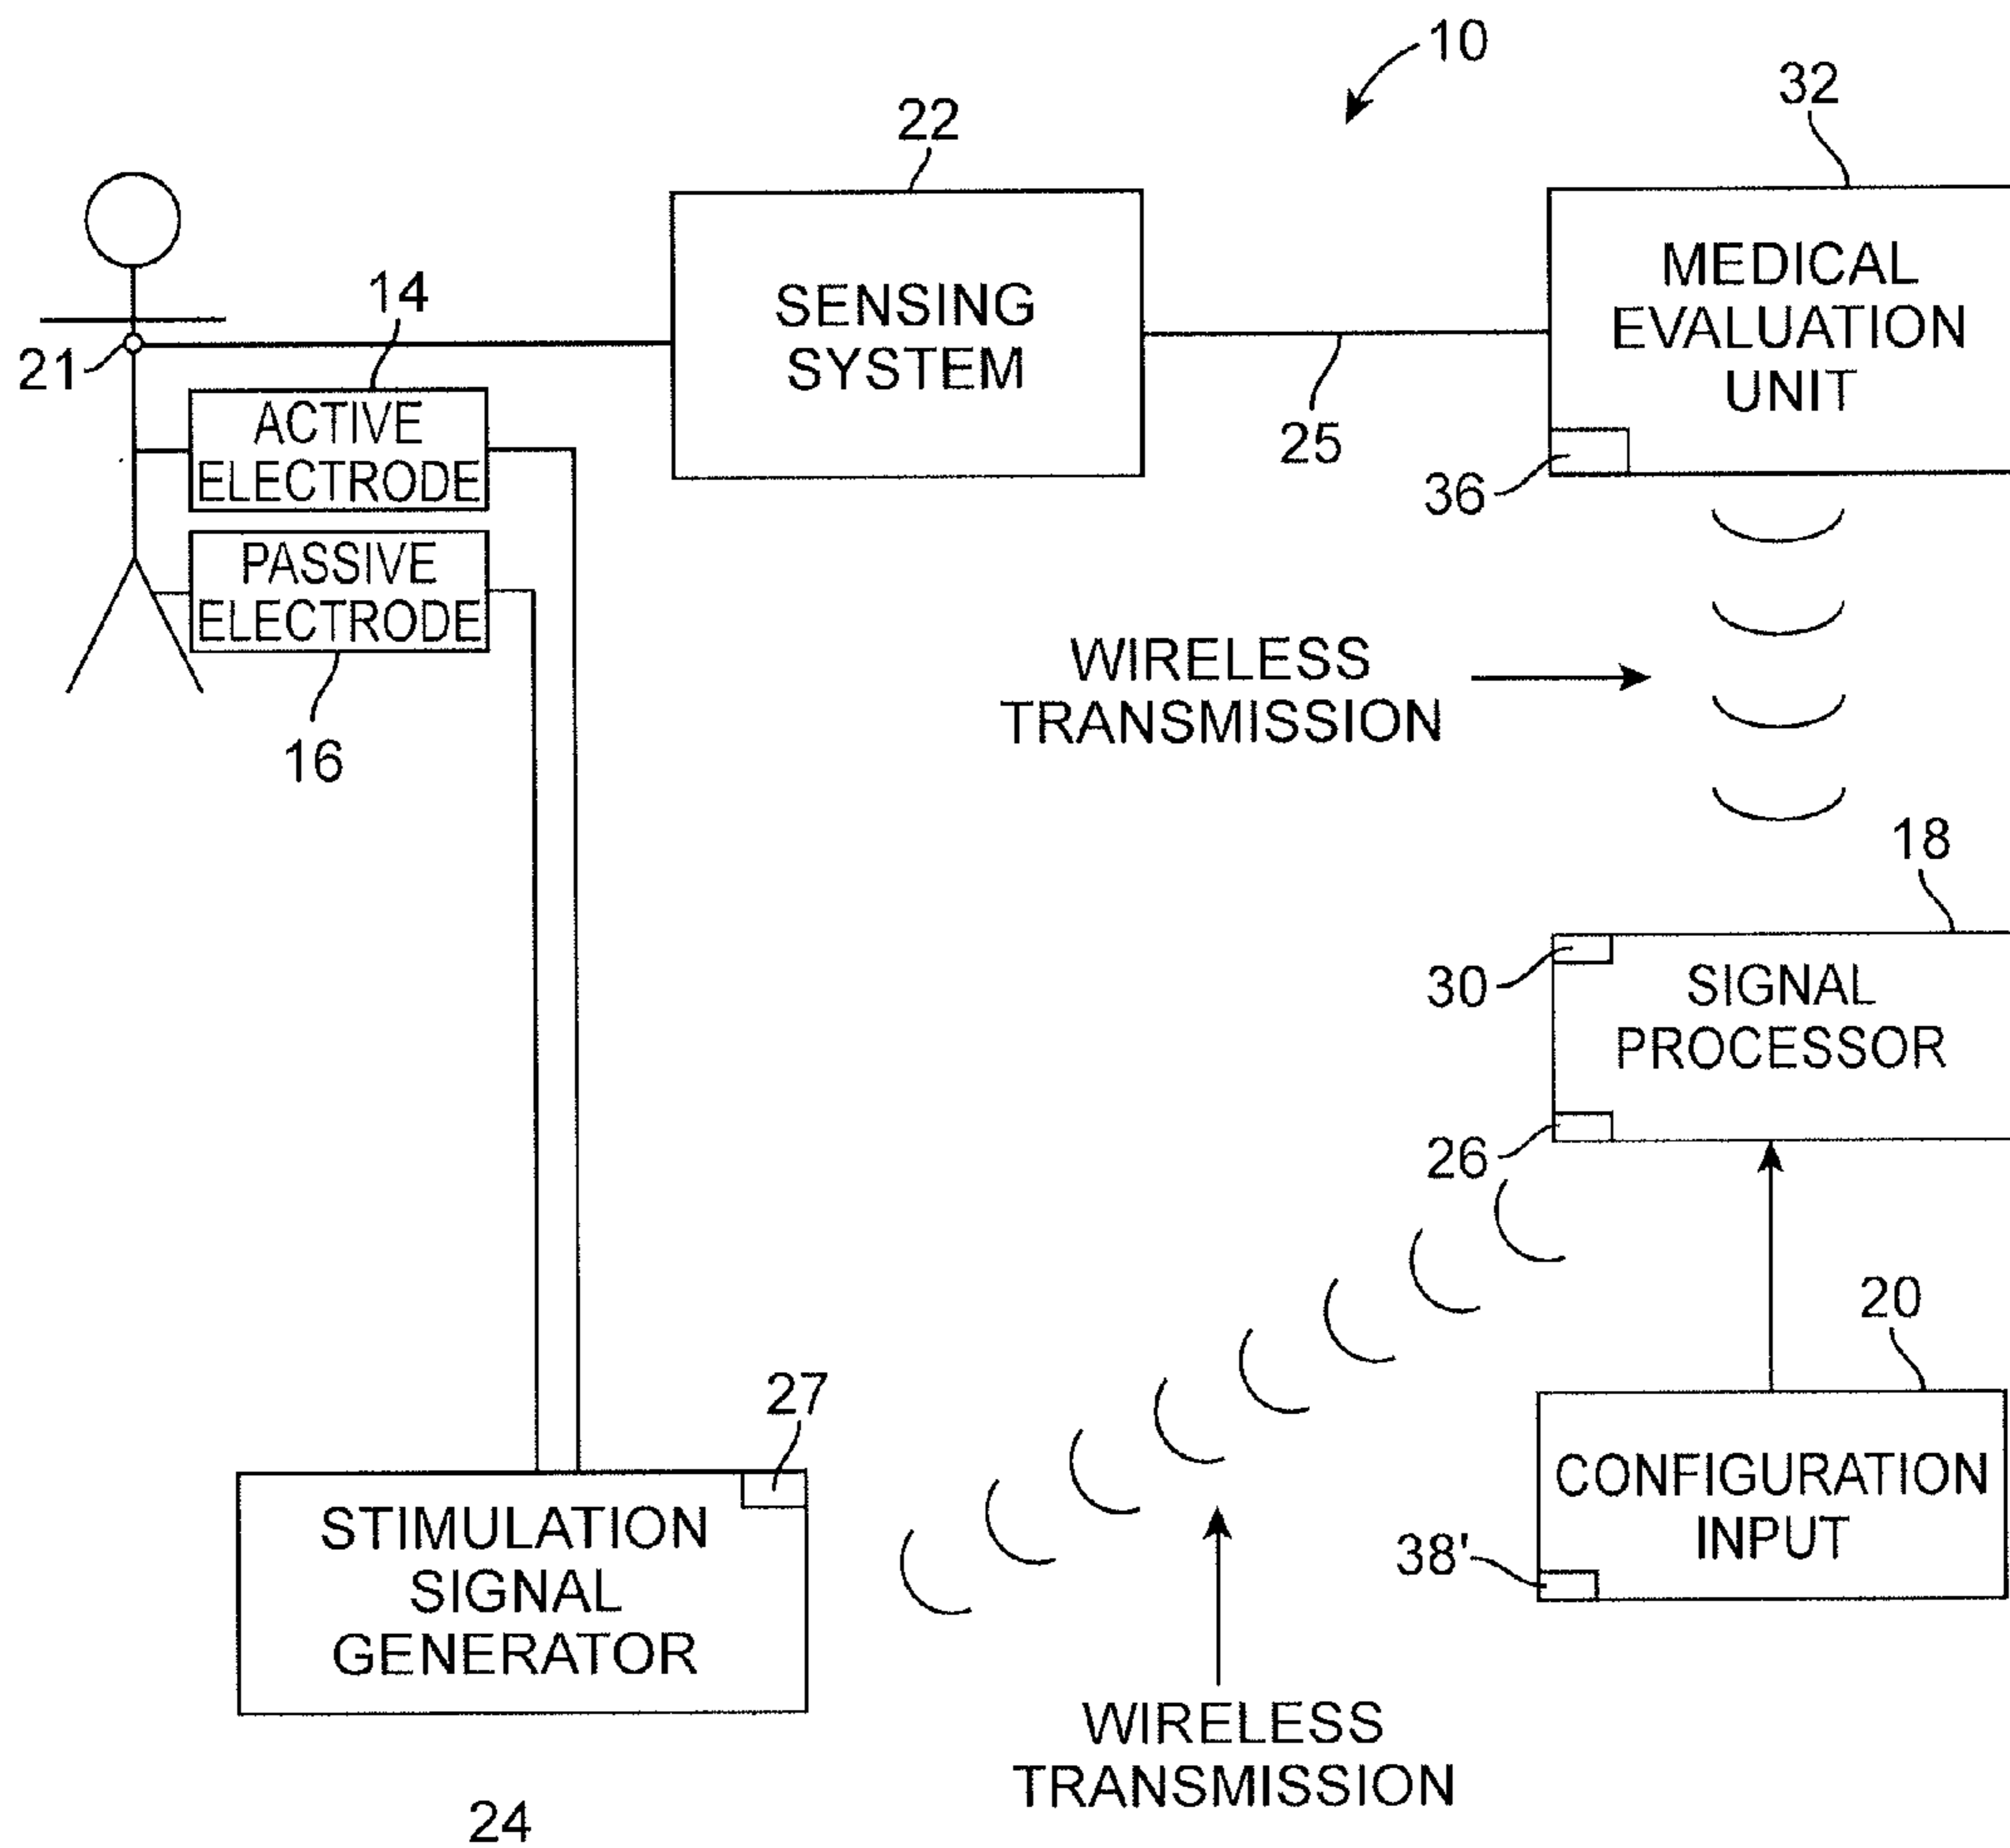 10
22
32
14
SENSING
SYSTEM
MEDICAL
EVALUATION
UNIT
21
ACTIVE
ELECTRODE
25
36
PASSIVE
ELECTRODE
WIRELESS
TRANSMISSION
16
18
30
SIGNAL
PROCESSOR
26
20
27
CONFIGURATION
INPUT
38'
STIMULATION
SIGNAL
GENERATOR
WIRELESS
TRANSMISSION
24